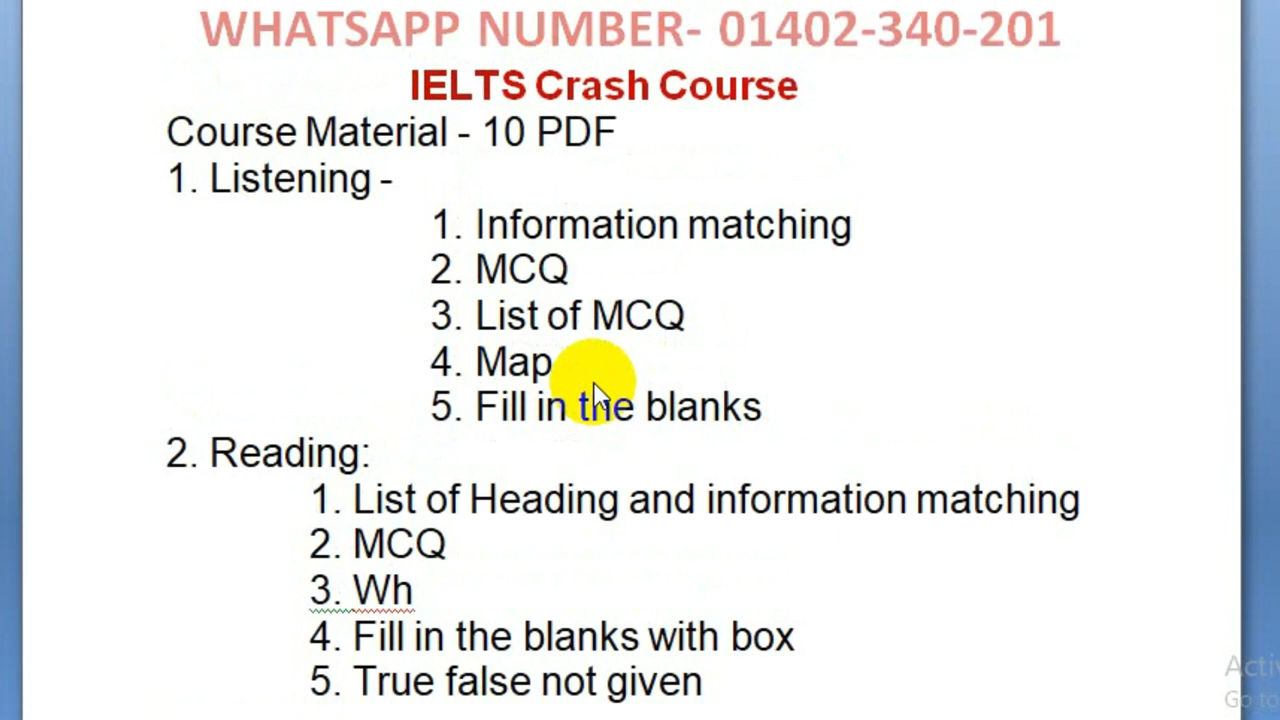 WHATSAPP NUMBER- 01402-340-201
IELTS Crash Course
Course Material - 10 PDF
1. Listening -
1. Information matching
2. MCQ
3. List of MCQ
4. Map
5. Fill in the blanks
2. Reading:
1. List of Heading and information matching
2. MCQ
3. Wh
4. Fill in the blanks with box
5. True false not given
Go to